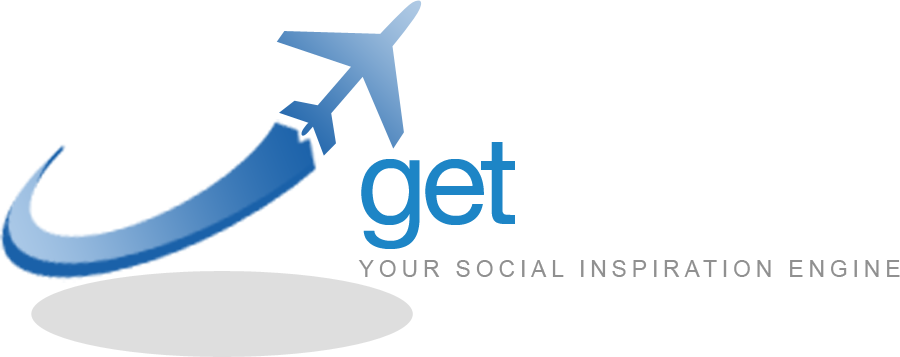 get
YOUR SOCIAL INSPIRATION ENGINE